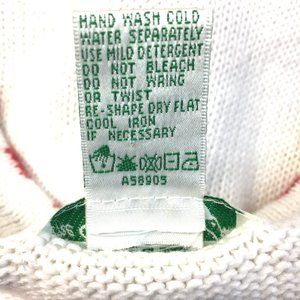 HAND WASH COLD
WATER SEPARATELY
USE MILD DETERGENT
DO NOT BLEACH
DO NOT WRING
OR TWIST
RE-SHAPE DRY FLAT
COOL IRON
IF NECESSARY
A58905